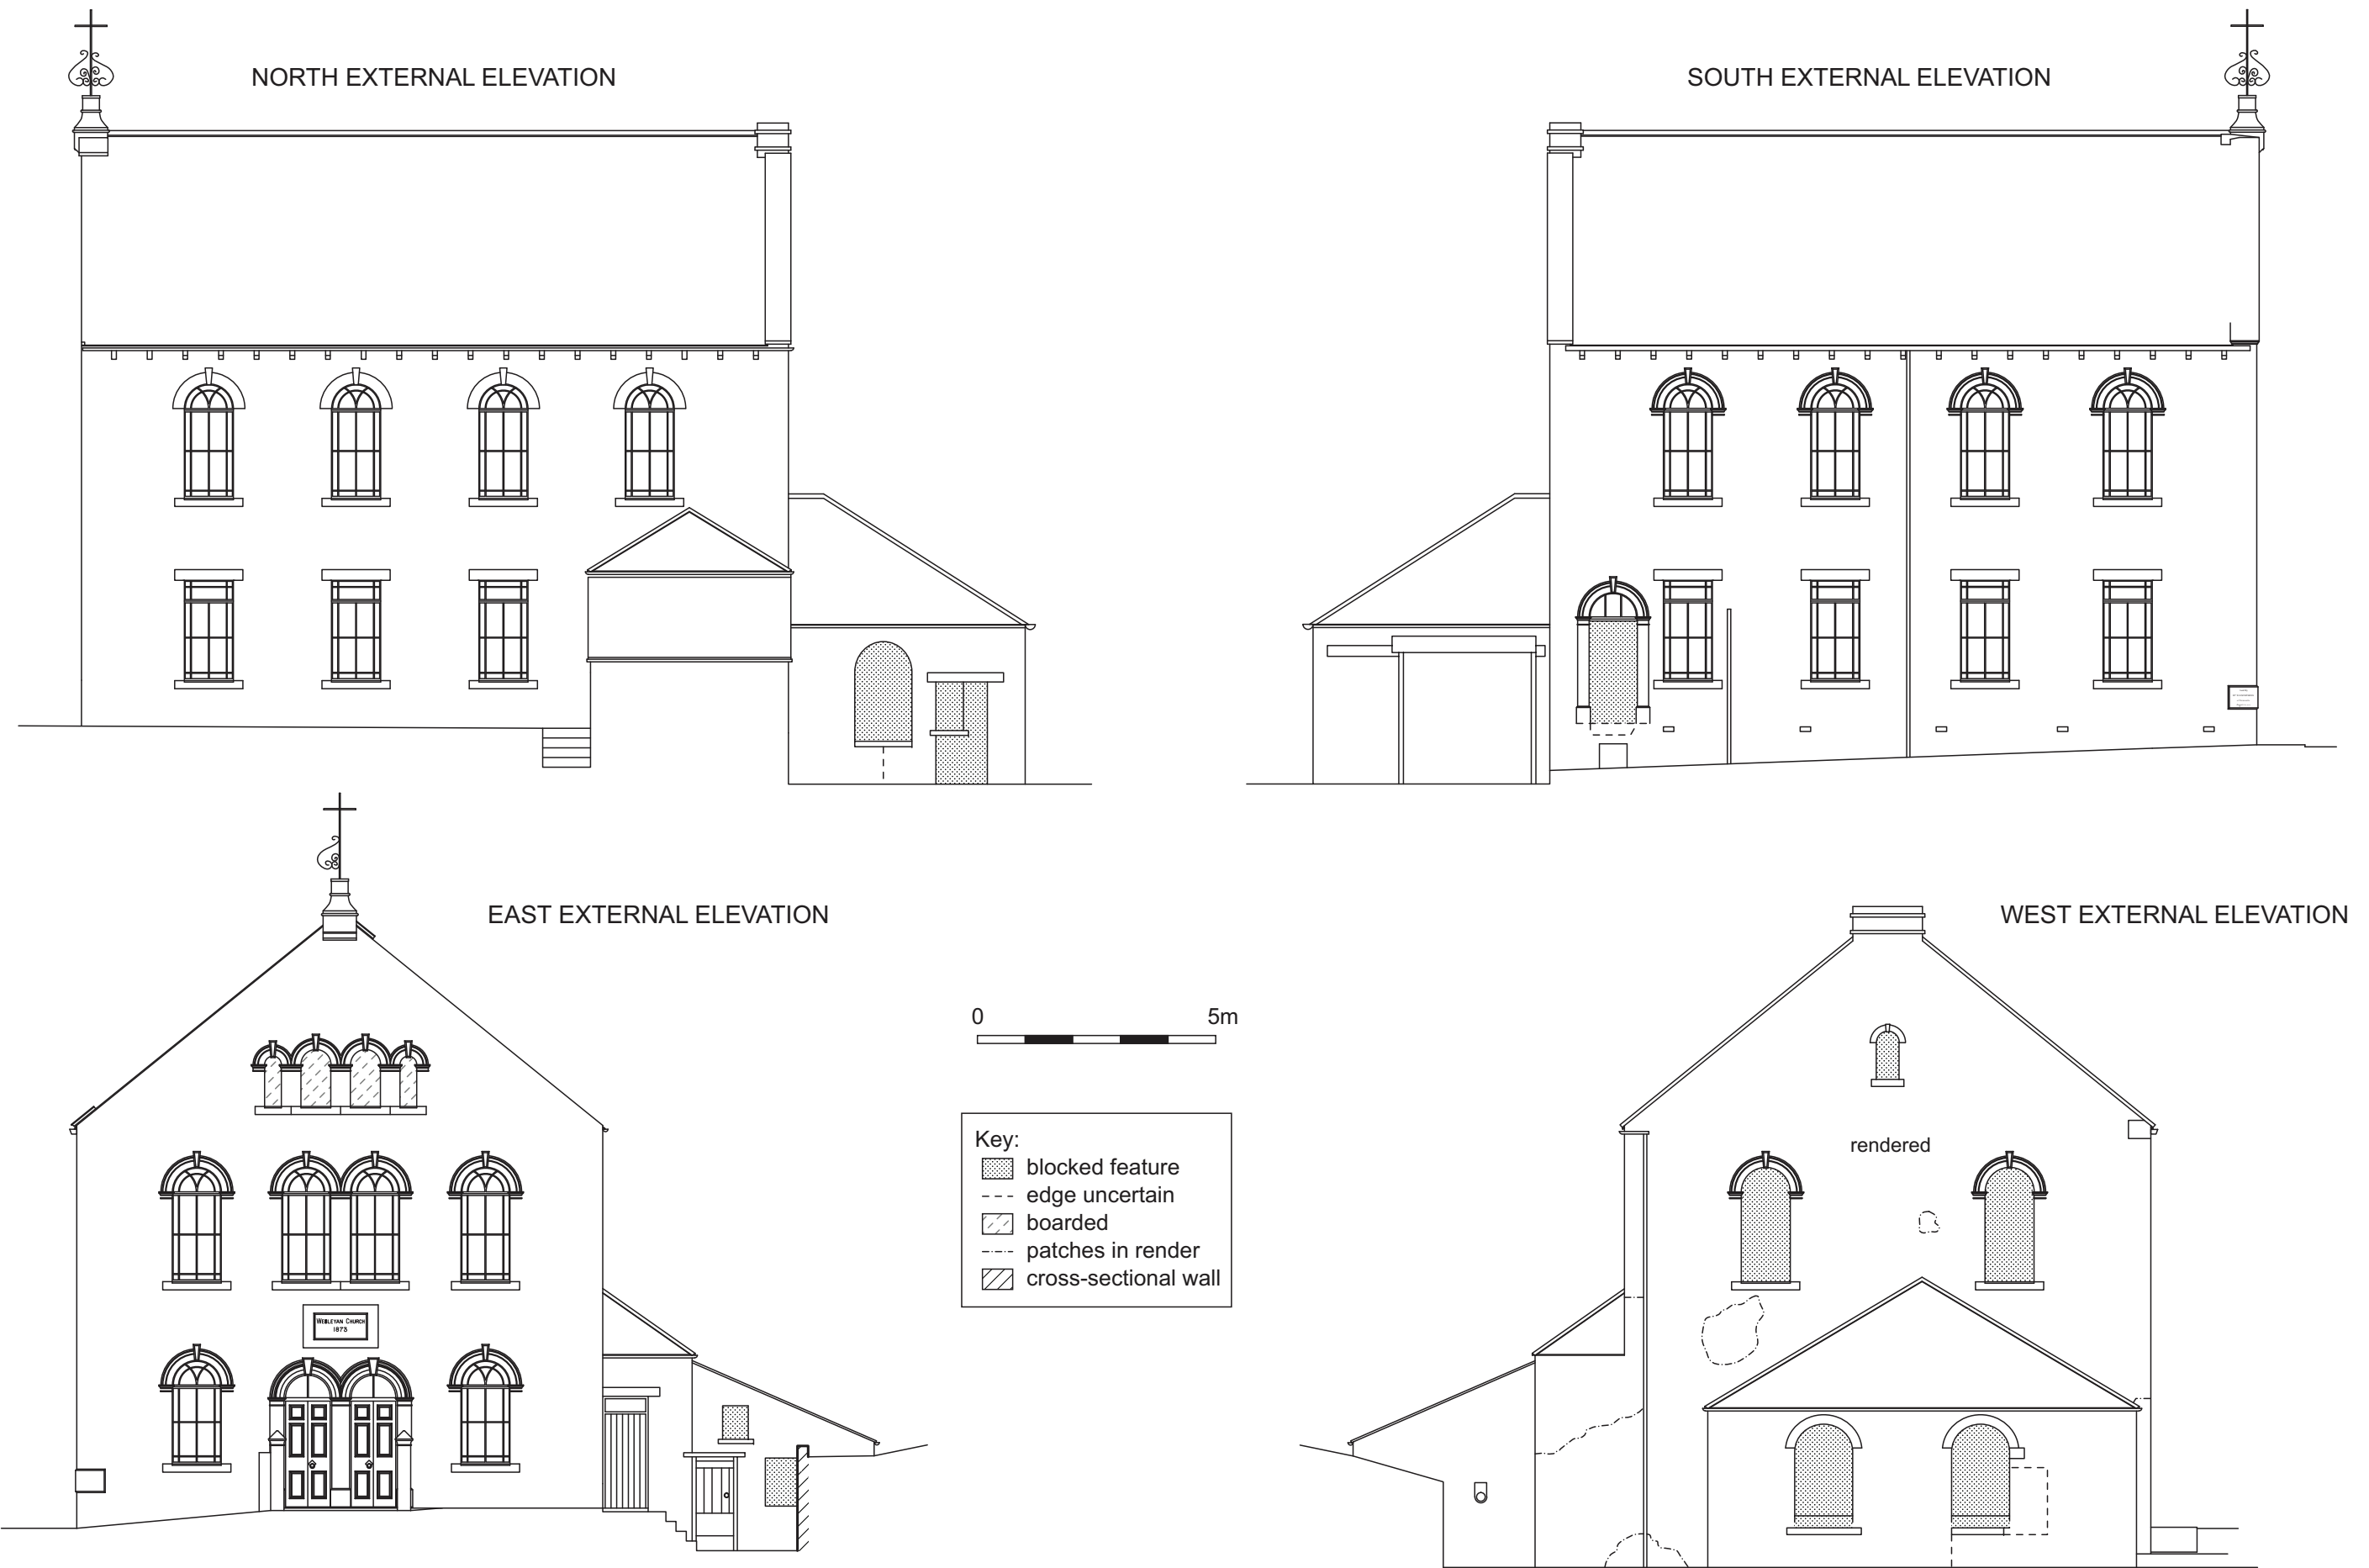 NORTH EXTERNAL ELEVATION
SOUTH EXTERNAL ELEVATION
EAST EXTERNAL ELEVATION
WEST EXTERNAL ELEVATION
0 5m
rendered
Key:
blocked feature
edge uncertain
boarded
patches in render
cross-sectional wall
WESLEYAN CHURCH
1873